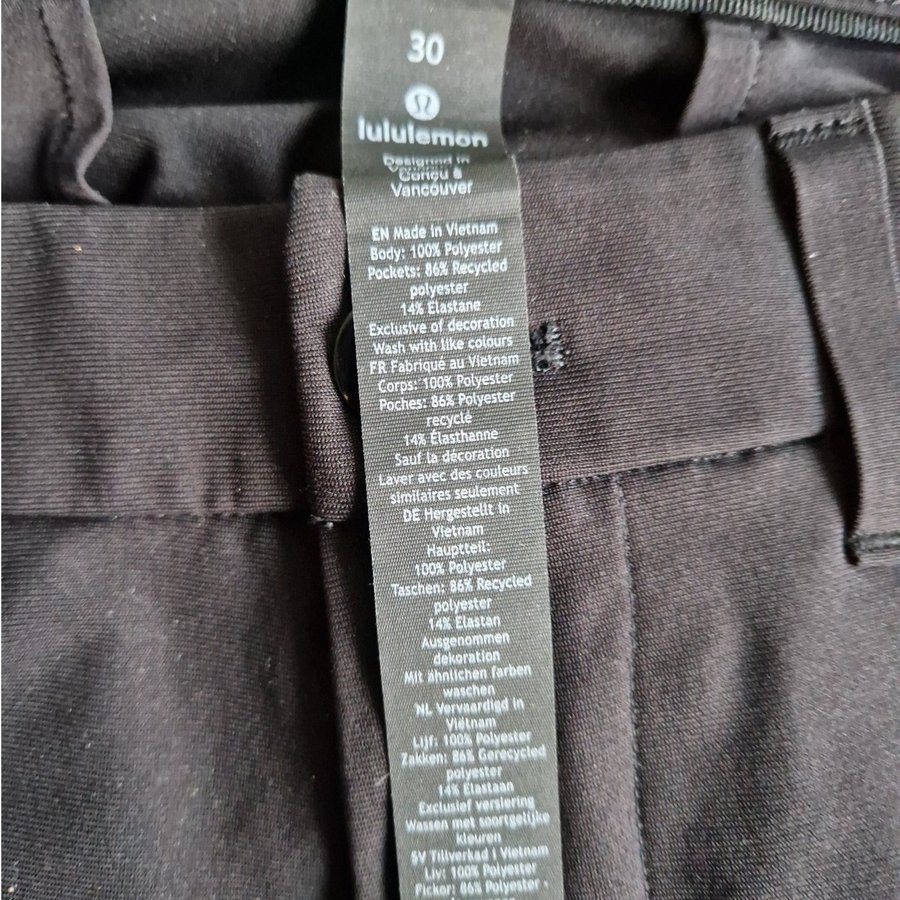 30
lululemon
Designed in
Vancouver
Conçu à
Vancouver
EN Made in Vietnam
Body: 100% Polyester
Pockets: 86% Recycled
polyester
14% Elastane
Exclusive of decoration
Wash with like colours
FR Fabriqué au Vietnam
Corps: 100% Polyester
Poches: 86% Polyester
recyclé
14% Élasthanne
Sauf la décoration
Laver avec des couleurs
similaires seulement
DE Hergestellt in
Vietnam
Hauptteil:
100% Polyester
Taschen: 86% Recycled
polyester
14% Elastan
Ausgenommen
dekoration
Mit ähnlichen farben
waschen
NL Vervaardigd in
Viëtnam
Lijf: 100% Polyester
Zakken: 86% Gerecycled
polyester
14% Elastaan
Exclusief versiering
Wassen met soortgelijke
kleuren
SV Tillverkad i Vietnam
Liv: 100% Polyester
Fickor: 86% Polyester -